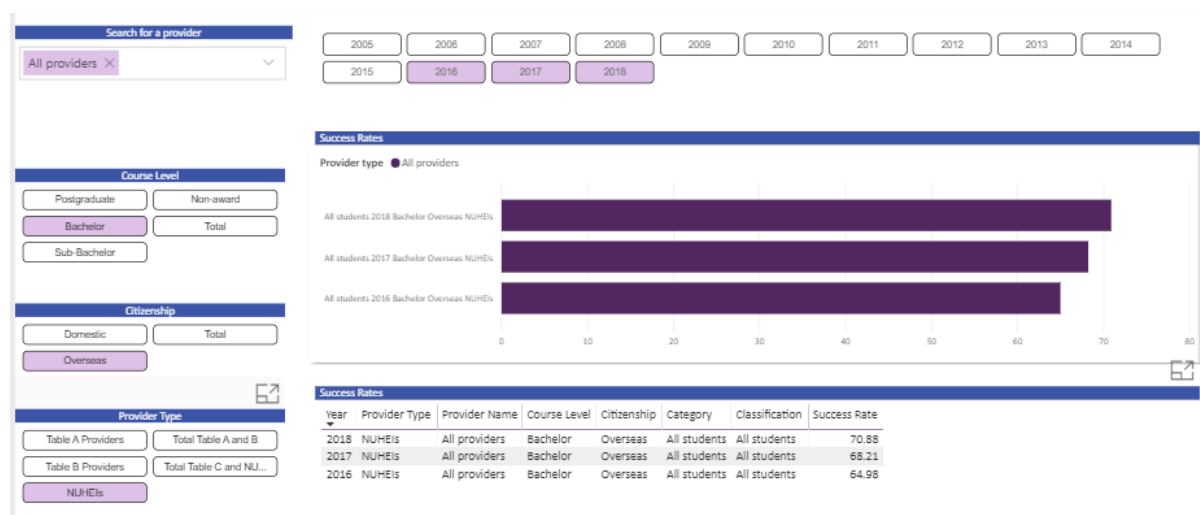 Search for a provider
All providers ×
2005 2006 2007 2008 2009 2010 2011 2012 2013 2014
2015 2016 2017 2018
Course Level
Postgraduate Non-award
Bachelor Total
Sub-Bachelor
Citizenship
Domestic Total
Overseas
Provider Type
Table A Providers Total Table A and B
Table B Providers Total Table C and NU...
NUHEIs
Success Rates
Provider type All providers
All students 2018 Bachelor Overseas NUHEIs
All students 2017 Bachelor Overseas NUHEIs
All students 2016 Bachelor Overseas NUHEIs
0 10 20 30 40 50 60 70 80
Success Rates
Year Provider Type Provider Name Course Level Citizenship Category Classification Success Rate
2018 NUHEIs All providers Bachelor Overseas All students All students 70.88
2017 NUHEIs All providers Bachelor Overseas All students All students 68.21
2016 NUHEIs All providers Bachelor Overseas All students All students 64.98